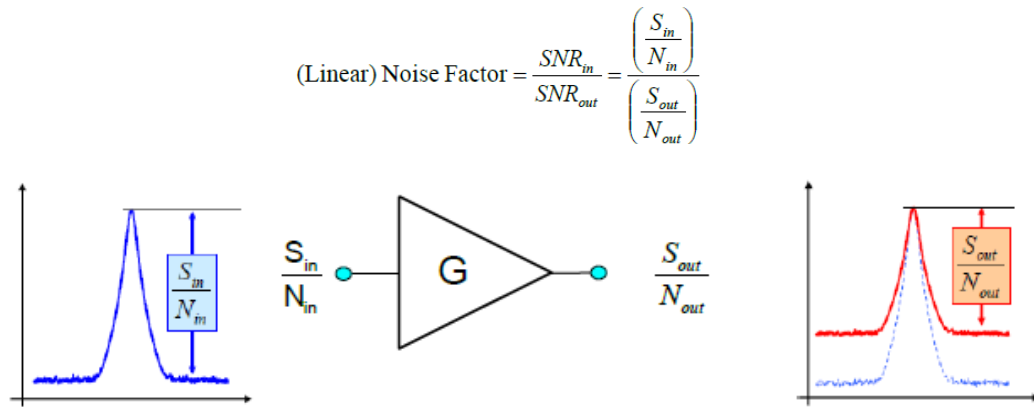 (Linear) Noise Factor = SNR_in / SNR_out = (S_in / N_in) / (S_out / N_out)
S_in / N_in
S_in / N_in
G
S_out / N_out
S_out / N_out